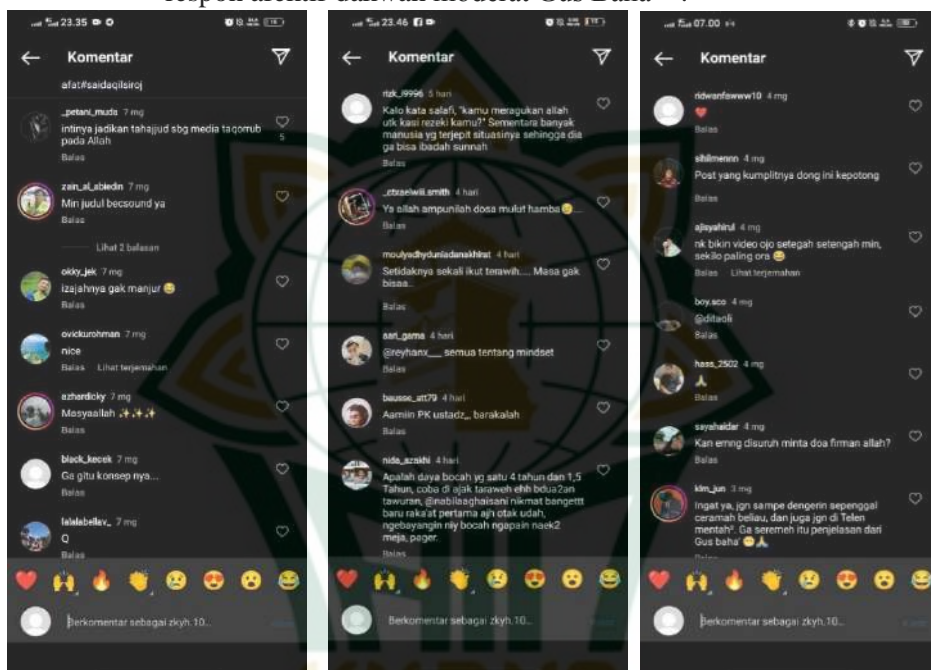 respon afektif dakwah moderat Gus Baha
23.35
Komentar
afat#saidaqilsiroj
_petani_muda 7 mg
intinya jadikan tahajjud sbg media taqorrub
pada Allah
5
Balas
zain_al_abiedin 7 mg
Min judul becsound ya
Balas
Lihat 2 balasan
okky_jek 7 mg
izajahnya gak manjur 😂
Balas
ovickurohman 7 mg
nice
Balas Lihat terjemahan
azhardicky 7 mg
Masyaallah ✨✨✨
Balas
black_kecek 7 mg
Ga gitu konsep nya...
Balas
lalalabellav_ 7 mg
Q
Balas
❤️ 🙌 🔥 👏 😢 😍 😮 😂
Berkomentar sebagai zkyh.10...
23.46
Komentar
rizk_i9996 5 hari
Kalo kata salafi, "kamu meragukan allah
utk kasi rezeki kamu?" Sementara banyak
manusia yg terjepit situasinya sehingga dia
ga bisa ibadah sunnah
Balas
_ctxaelwiii.smith 4 hari
Ya allah ampunilah dosa mulut hamba😢....
Balas
moulyadhyduniadanakhirat 4 hari
Setidaknya sekali ikut terawih.... Masa gak
bisaa..
Balas
sari_gama 4 hari
@reyhanx___ semua tentang mindset
Balas
bausse_att79 4 hari
Aamiin PK ustadz,, barakalah
Balas
nida_azakhi 4 hari
Apalah daya bocah yg satu 4 tahun dan 1,5
Tahun, coba di ajak taraweh ehh bdua2an
tawuran, @nabilaaghaisani nikmat bangettt
baru raka'at pertama ajh otak udah,
ngebayangin niy bocah ngapain naek2
meja, pager.
Balas
❤️ 🙌 🔥 👏 😢 😍 😮 😂
Berkomentar sebagai zkyh.10...
07.00
Komentar
ridwanfawww10 4 mg
❤️
Balas
sihilmennn 4 mg
Post yang kumplitnya dong ini kepotong
Balas
ajisyahirul 4 mg
nk bikin video ojo setegah setengah min,
sekilo paling ora 😂
Balas Lihat terjemahan
boy.sco 4 mg
@ditaoli
Balas
hass_2502 4 mg
🙏
Balas
sayahaidar 4 mg
Kan emng disuruh minta doa firman allah?
Balas
kim_jun 3 mg
Ingat ya, jgn sampe dengerin sepenggal
ceramah beliau, dan juga jgn di Telen
mentah². Ga seremeh itu penjelasan dari
Gus baha' 😁🙏
❤️ 🙌 🔥 👏 😢 😍 😮 😂
Berkomentar sebagai zkyh.10...